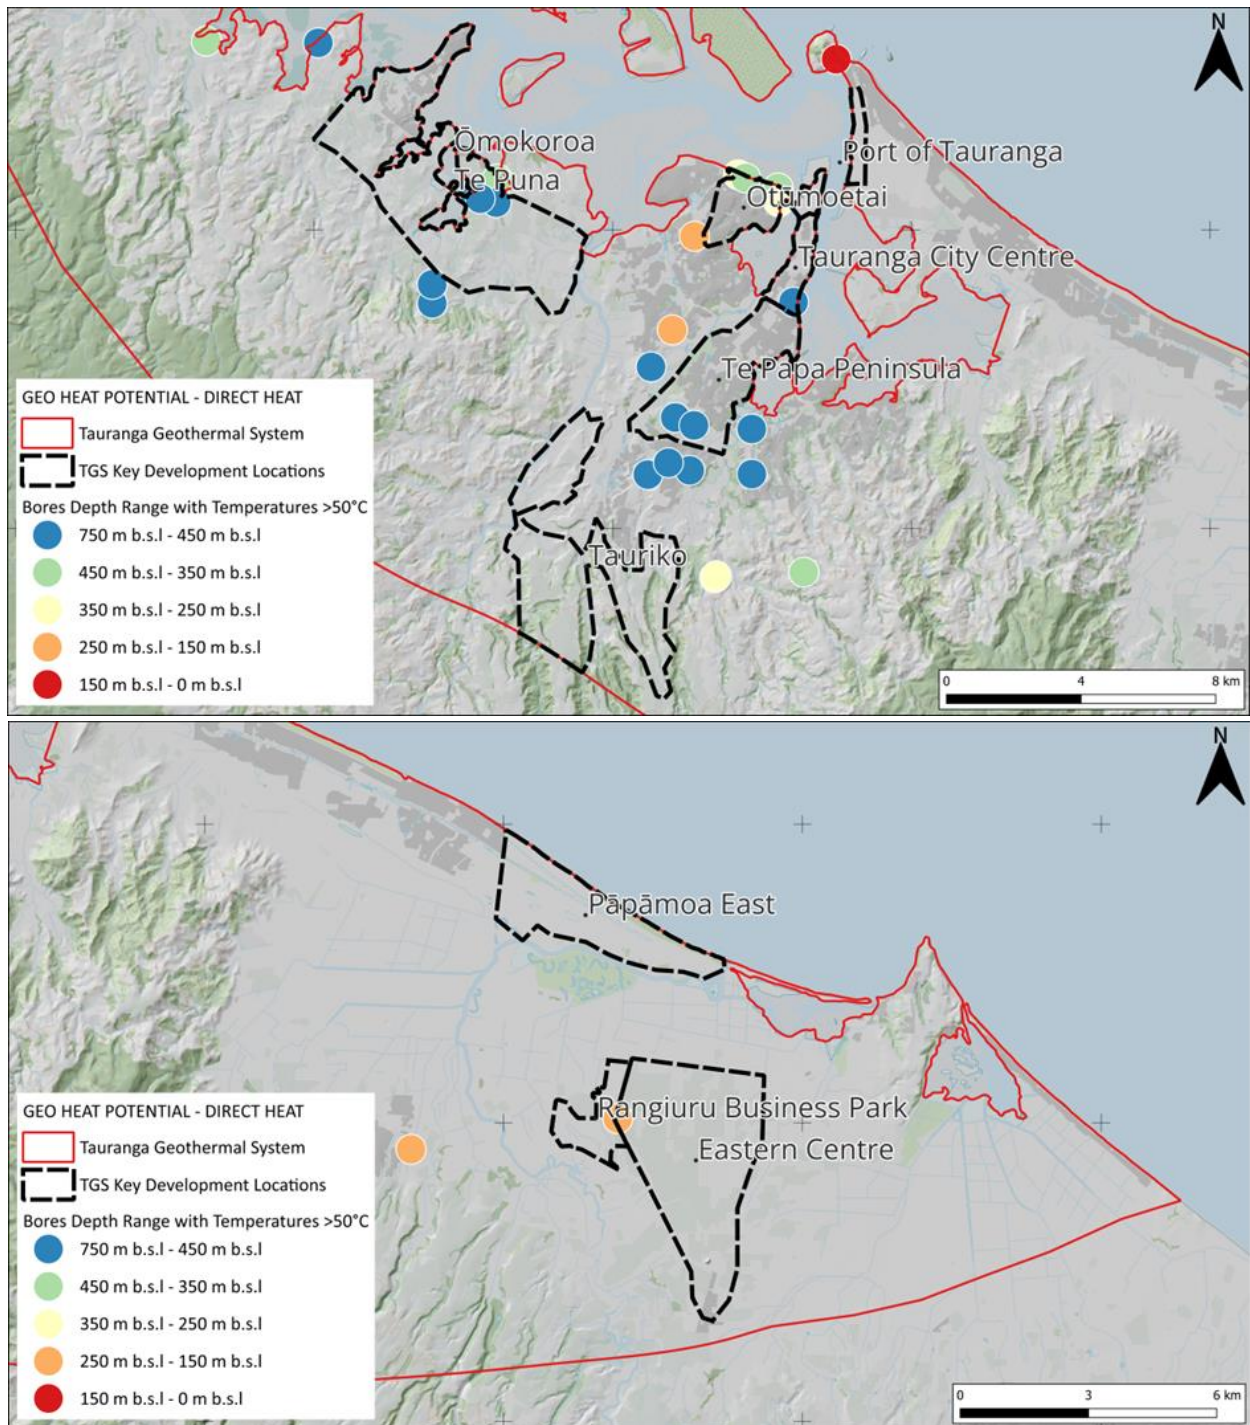 N
Ōmokoroa
Te Puna
Port of Tauranga
Otūmoetai
Tauranga City Centre
Te Papa Peninsula
Tauriko
GEO HEAT POTENTIAL - DIRECT HEAT
Tauranga Geothermal System
TGS Key Development Locations
Bores Depth Range with Temperatures >50°C
750 m b.s.l - 450 m b.s.l
450 m b.s.l - 350 m b.s.l
350 m b.s.l - 250 m b.s.l
250 m b.s.l - 150 m b.s.l
150 m b.s.l - 0 m b.s.l
0 4 8 km
N
Pāpāmoa East
Rangiuru Business Park
Eastern Centre
GEO HEAT POTENTIAL - DIRECT HEAT
Tauranga Geothermal System
TGS Key Development Locations
Bores Depth Range with Temperatures >50°C
750 m b.s.l - 450 m b.s.l
450 m b.s.l - 350 m b.s.l
350 m b.s.l - 250 m b.s.l
250 m b.s.l - 150 m b.s.l
150 m b.s.l - 0 m b.s.l
0 3 6 km